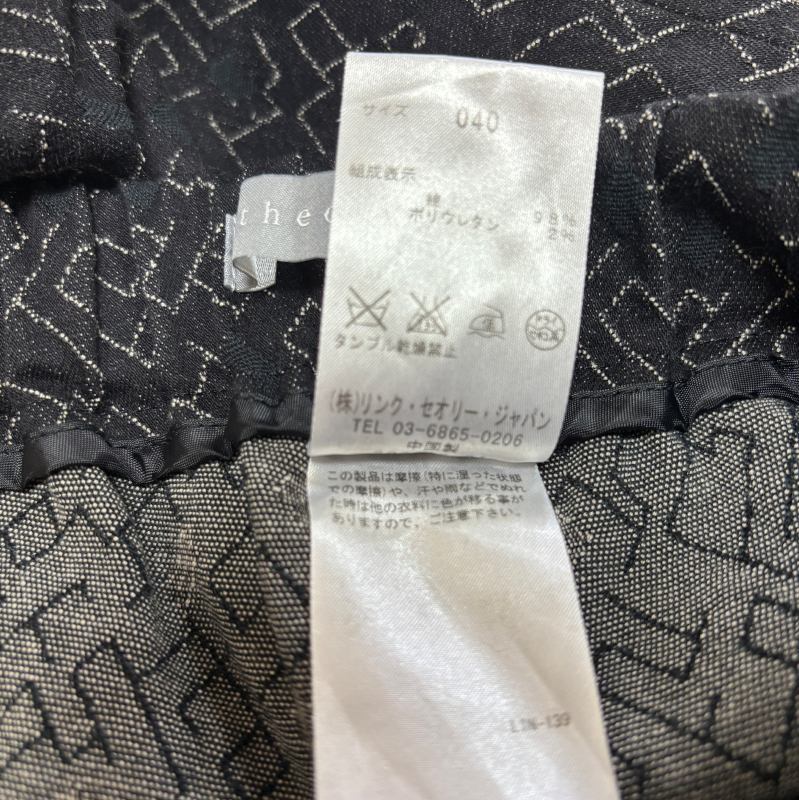 theo
サイズ 040
組成表示
綿 98%
ポリウレタン 2%
タンブル乾燥禁止
(株)リンク・セオリー・ジャパン
TEL 03-6865-0206
中国製
この製品は摩擦(特に湿った状態
での摩擦)や、汗や雨などでぬれ
た時は他の衣料に色が移る事が
ありますので、ご注意下さい。